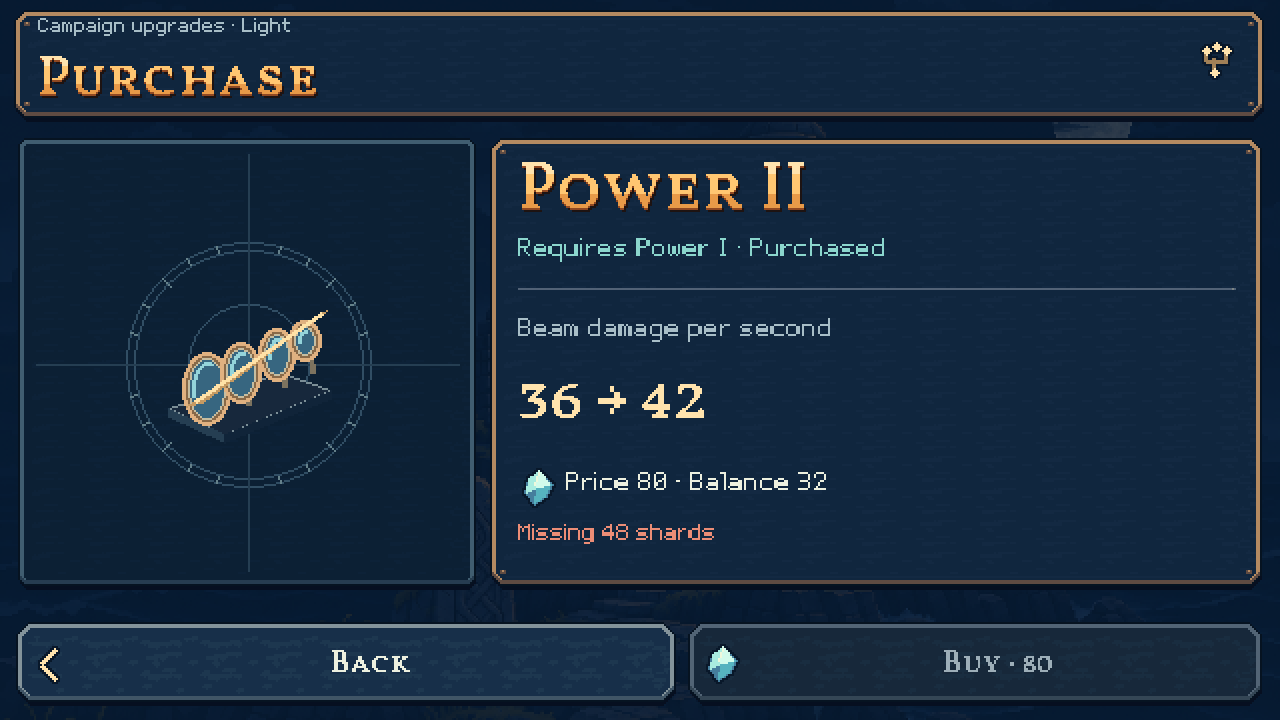 Campaign upgrades · Light
Purchase
Power II
Requires Power I · Purchased
Beam damage per second
36 → 42
Price 80 · Balance 32
Missing 48 shards
Back
Buy · 80